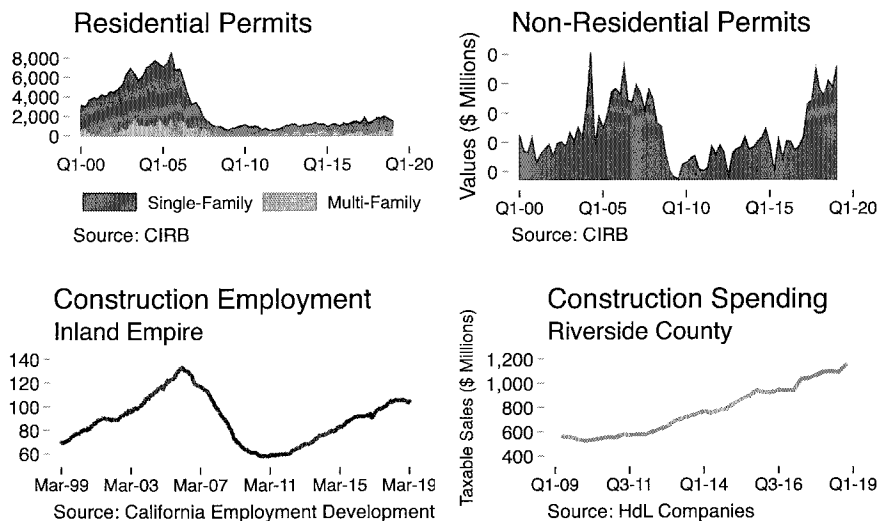 Residential Permits
8,000
6,000
4,000
2,000
0
Q1-00 Q1-05 Q1-10 Q1-15 Q1-20
Single-Family Multi-Family
Source: CIRB
Non-Residential Permits
Values ($ Millions)
0
0
0
0
0
Q1-00 Q1-05 Q1-10 Q1-15 Q1-20
Source: CIRB
Construction Employment
Inland Empire
140
120
100
80
60
Mar-99 Mar-03 Mar-07 Mar-11 Mar-15 Mar-19
Source: California Employment Development
Construction Spending
Riverside County
Taxable Sales ($ Millions)
1,200
1,000
800
600
400
Q1-09 Q3-11 Q1-14 Q3-16 Q1-19
Source: HdL Companies